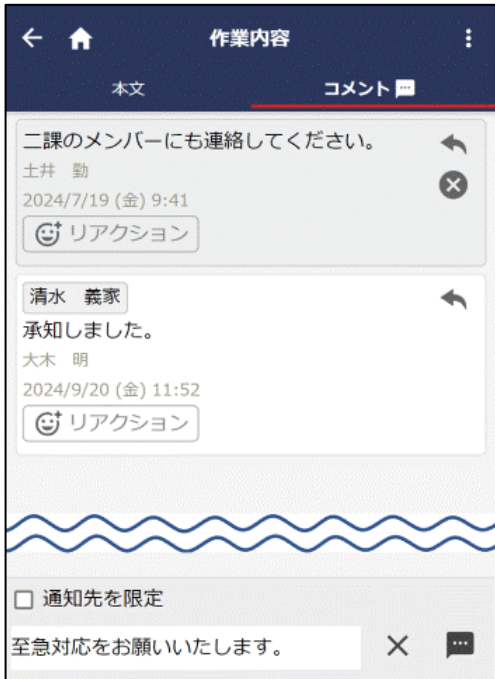 作業内容
本文
コメント
二課のメンバーにも連絡してください。
土井　勤
2024/7/19 (金) 9:41
リアクション
清水　義家
承知しました。
大木　明
2024/9/20 (金) 11:52
リアクション
通知先を限定
至急対応をお願いいたします。